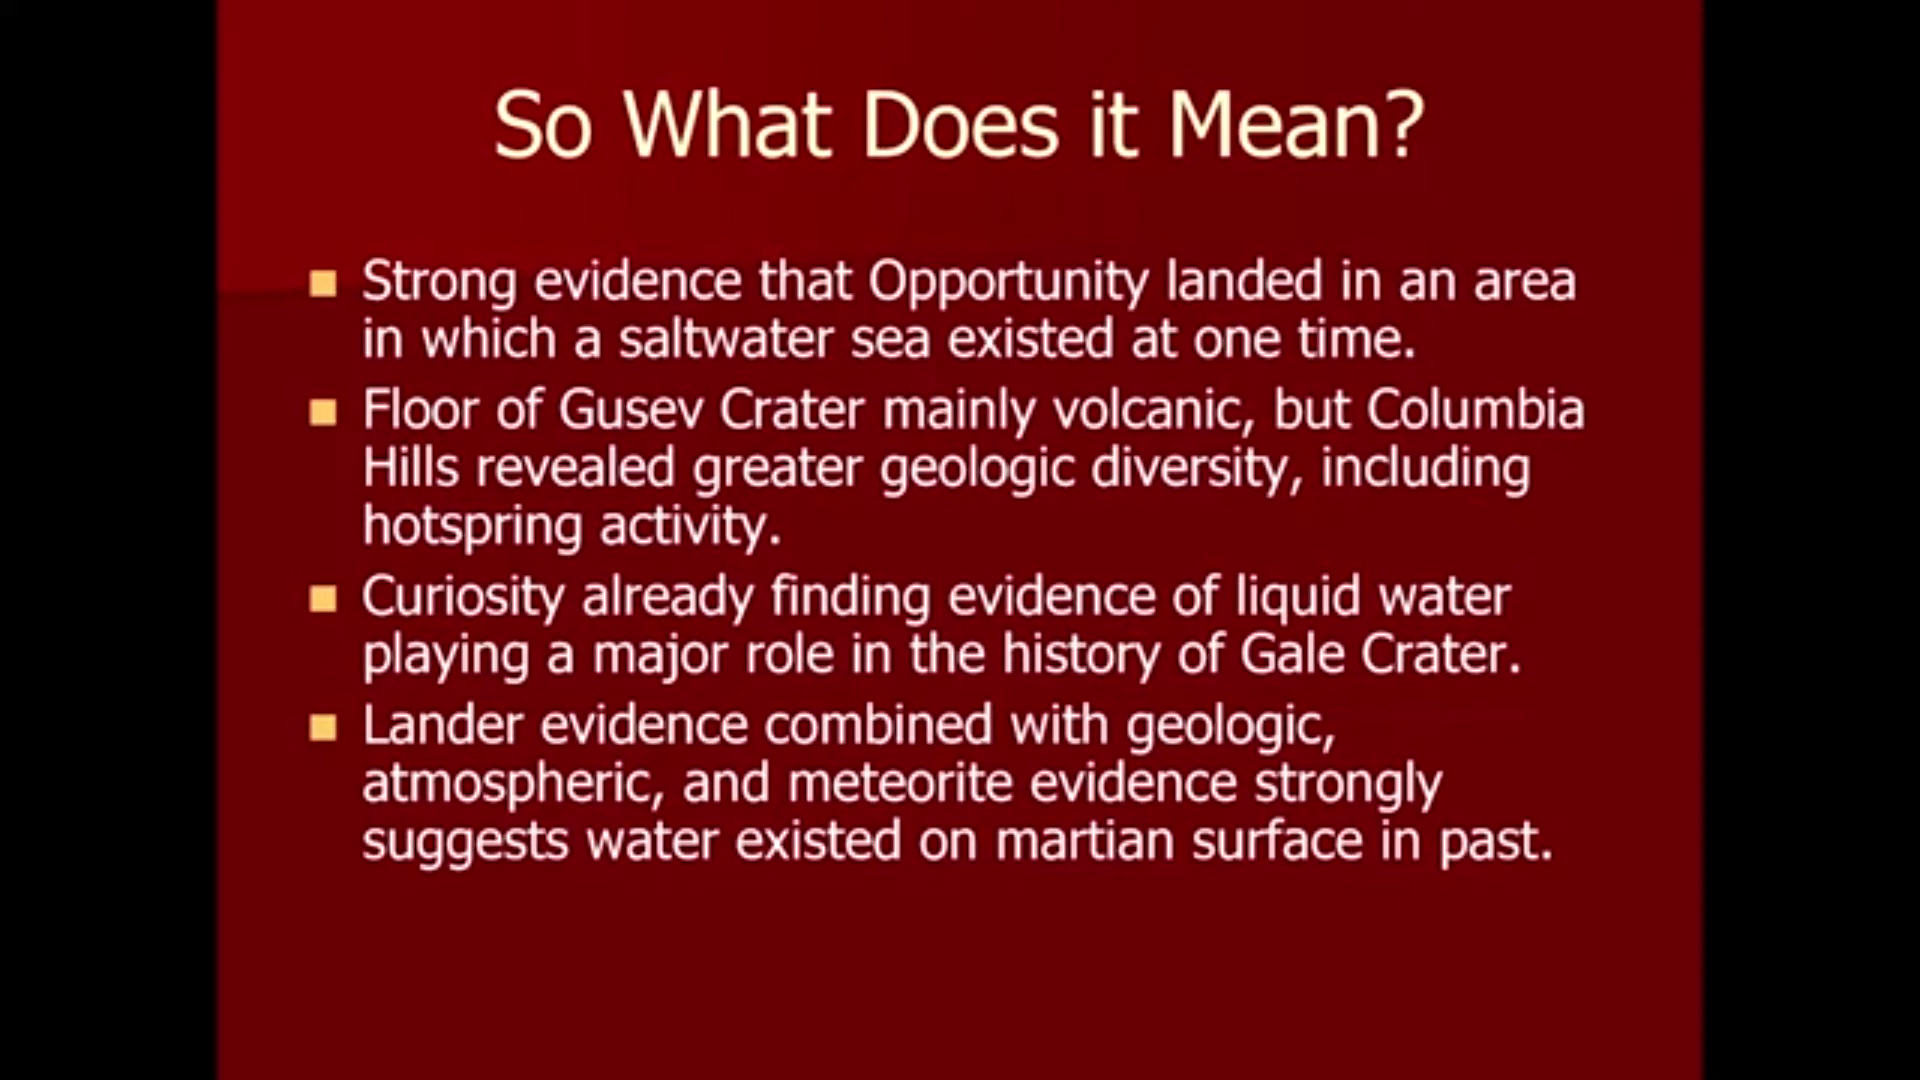 So What Does it Mean?
Strong evidence that Opportunity landed in an area
in which a saltwater sea existed at one time.
Floor of Gusev Crater mainly volcanic, but Columbia
Hills revealed greater geologic diversity, including
hotspring activity.
Curiosity already finding evidence of liquid water
playing a major role in the history of Gale Crater.
Lander evidence combined with geologic,
atmospheric, and meteorite evidence strongly
suggests water existed on martian surface in past.